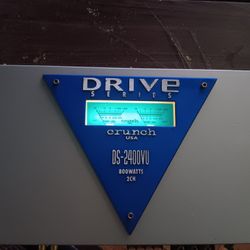 DRIVE
SERIES
crunch
USA
DS-2400VU
800WATTS
2CH